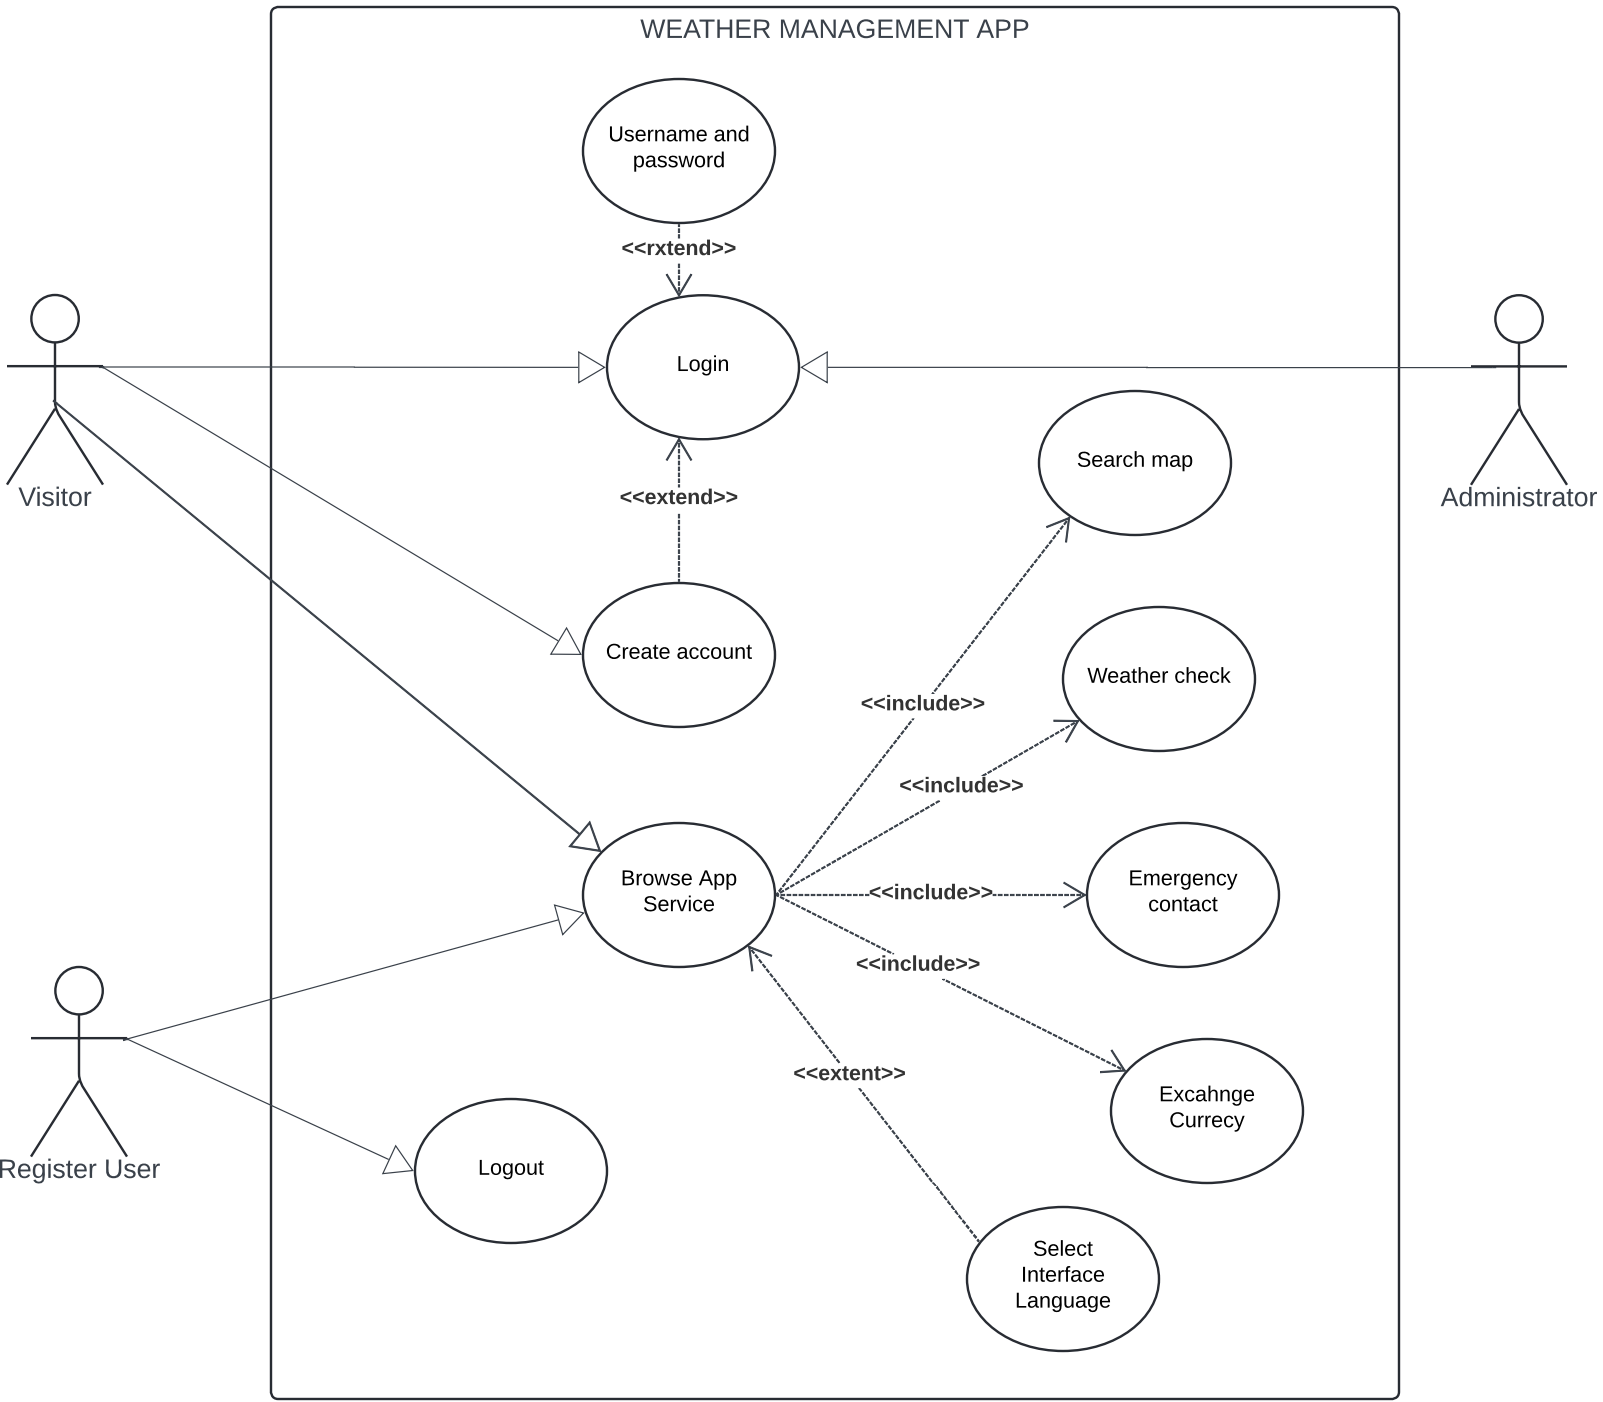 WEATHER MANAGEMENT APP
Username and
password
<<rxtend>>
Login
Visitor
Administrator
Search map
<<extend>>
Create account
Weather check
<<include>>
<<include>>
Browse App
Service
<<include>>
Emergency
contact
<<include>>
<<extent>>
Excahnge
Currecy
Register User
Logout
Select
Interface
Language